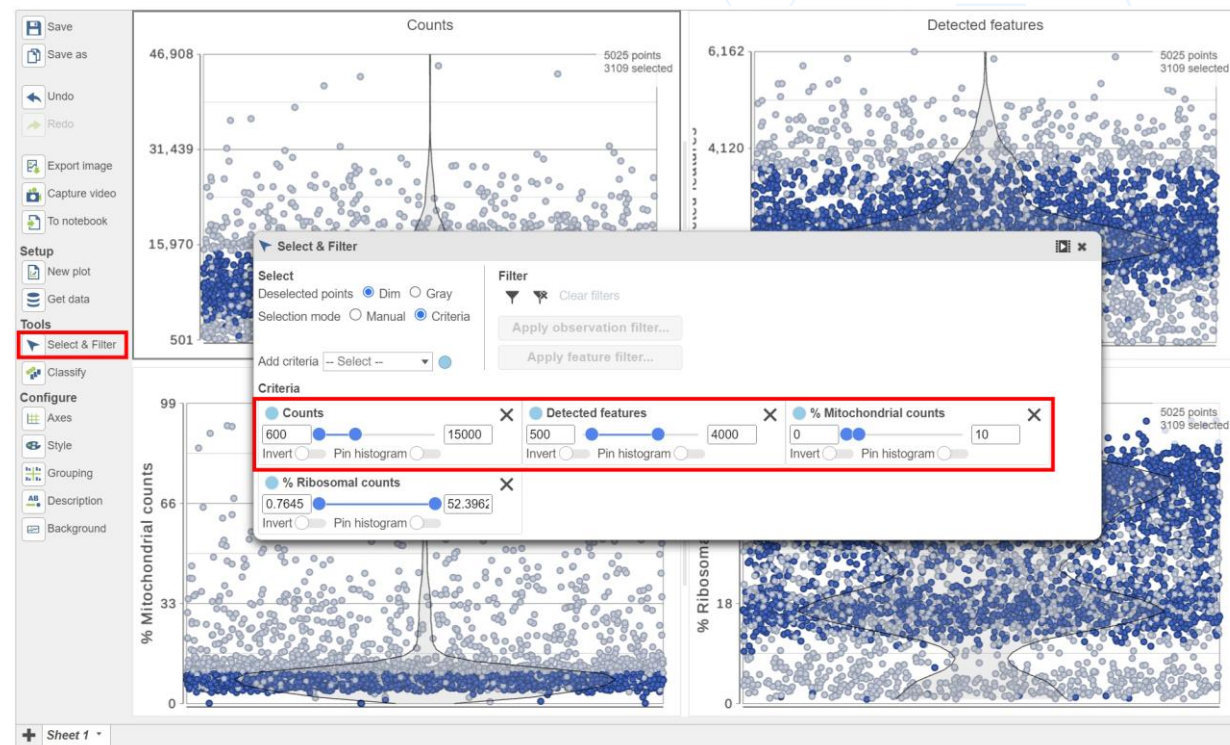 Save
Save as
Undo
Redo
Export image
Capture video
To notebook
Setup
New plot
Get data
Tools
Select & Filter
Classify
Configure
Axes
Style
Grouping
Description
Background
Counts
46,908
5025 points
3109 selected
31,439
15,970
501
Detected features
6,162
5025 points
3109 selected
4,120
Select & Filter
Select
Deselected points Dim Gray
Selection mode Manual Criteria
Add criteria -- Select --
Filter
Clear filters
Apply observation filter...
Apply feature filter...
Criteria
Counts
600 15000
Invert Pin histogram
Detected features
500 4000
Invert Pin histogram
% Mitochondrial counts
0 10
Invert Pin histogram
% Ribosomal counts
0.7645 52.3962
Invert Pin histogram
99
66
33
0
% Mitochondrial counts
5025 points
3109 selected
18
0
% Ribosoma
Sheet 1